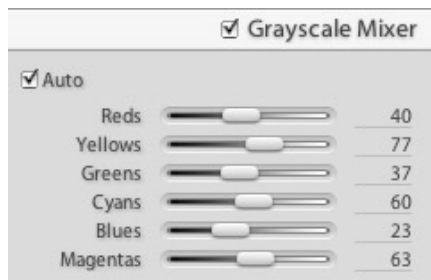 Grayscale Mixer
Auto
Reds 40
Yellows 77
Greens 37
Cyans 60
Blues 23
Magentas 63